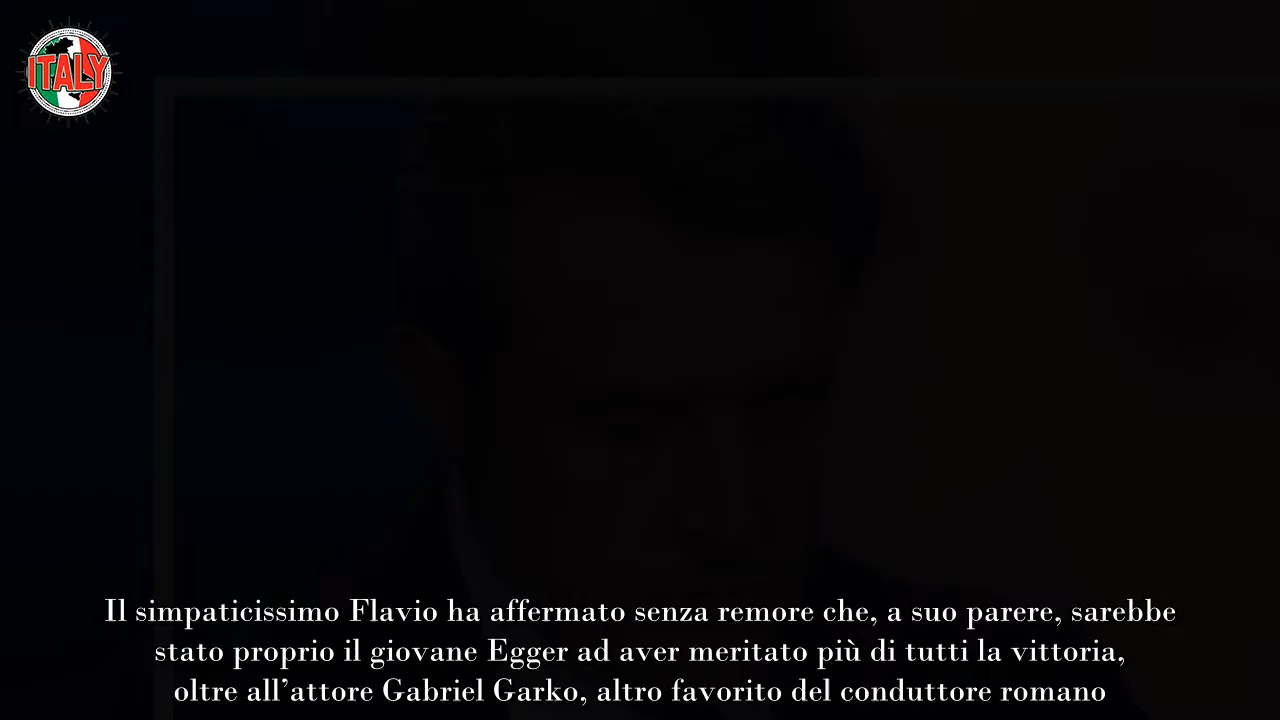 ITALY
Il simpaticissimo Flavio ha affermato senza remore che, a suo parere, sarebbe
stato proprio il giovane Egger ad aver meritato più di tutti la vittoria,
oltre all’attore Gabriel Garko, altro favorito del conduttore romano